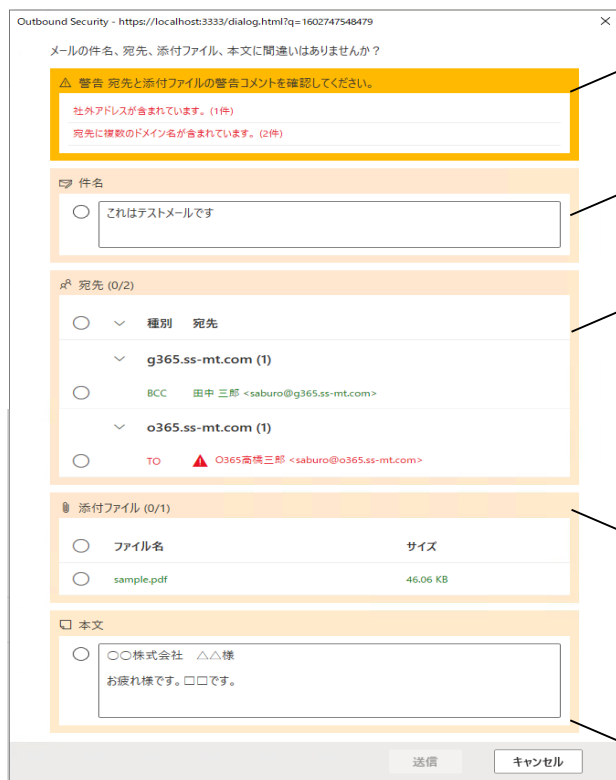 Outbound Security - https://localhost:3333/dialog.html?q=1602747548479
メールの件名、宛先、添付ファイル、本文に間違いはありませんか？
警告 宛先と添付ファイルの警告コメントを確認してください。
社外アドレスが含まれています。(1件)
宛先に複数のドメイン名が含まれています。(2件)
件名
これはテストメールです
宛先 (0/2)
種別 宛先
g365.ss-mt.com (1)
BCC 田中 三郎 <saburo@g365.ss-mt.com>
o365.ss-mt.com (1)
TO O365高橋三郎 <saburo@o365.ss-mt.com>
添付ファイル (0/1)
ファイル名 サイズ
sample.pdf 46.06 KB
本文
〇〇株式会社　△△様
お疲れ様です。□□です。
送信 キャンセル